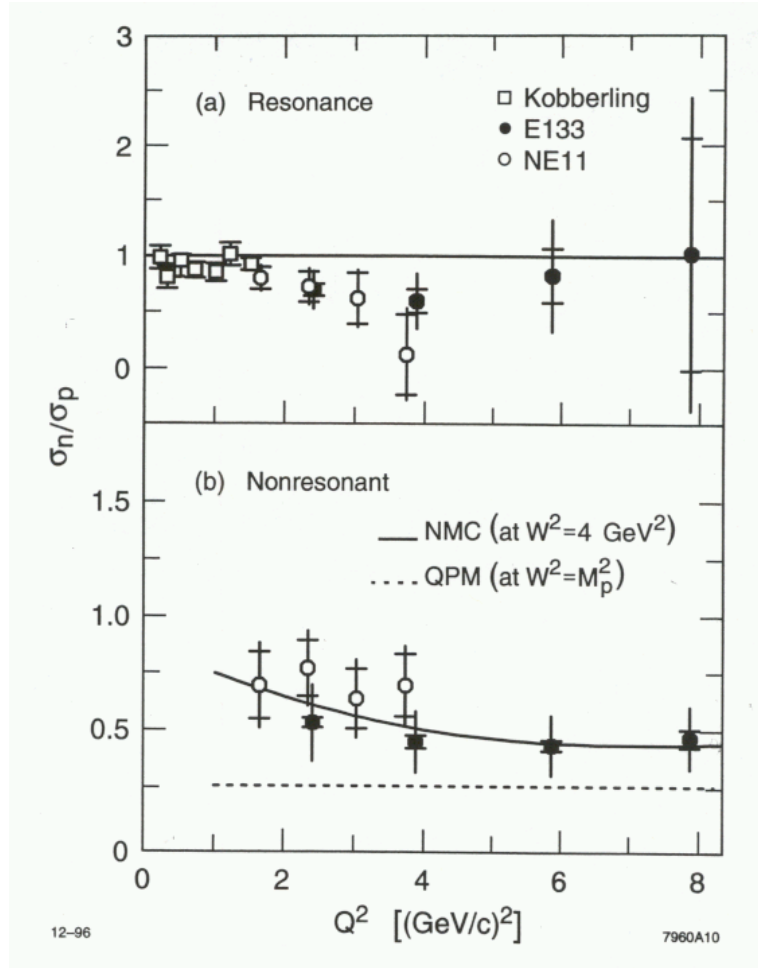 3
(a) Resonance
Kobberling
E133
NE11
2
1
0
σn/σp
(b) Nonresonant
NMC (at W²=4 GeV²)
QPM (at W²=M²p)
1.5
1.0
0.5
0
0 2 4 6 8
Q² [(GeV/c)²]
12–96
7960A10